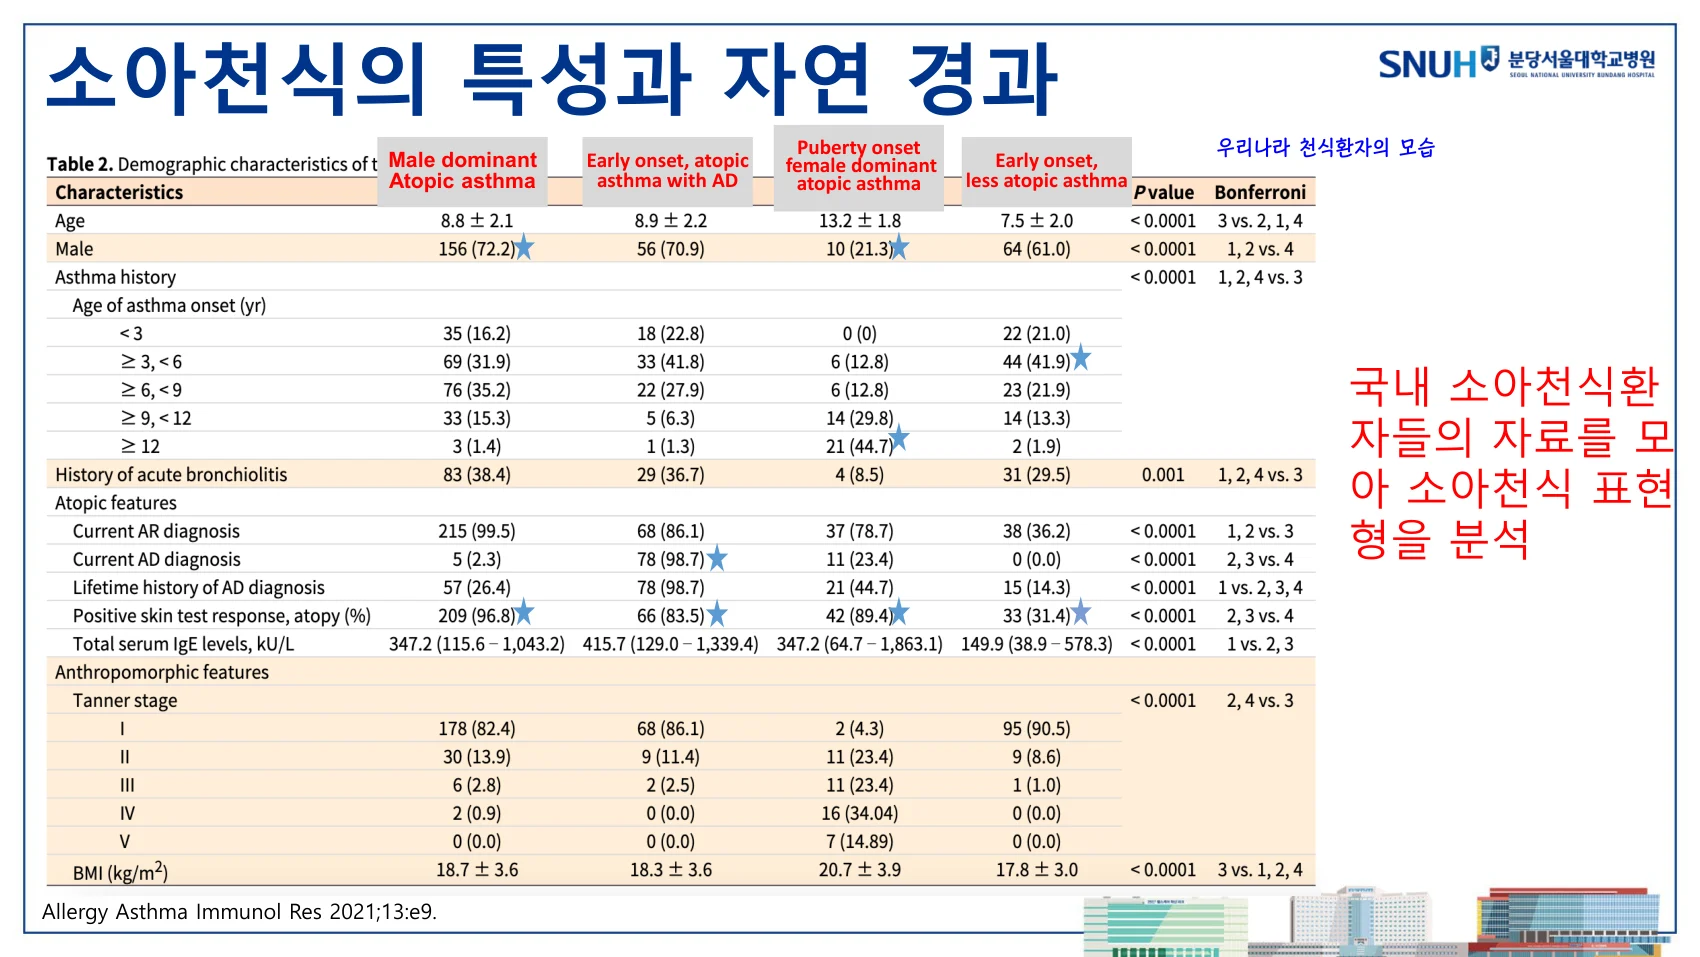 소아천식의 특성과 자연 경과
SNUH 분당서울대학교병원
SEOUL NATIONAL UNIVERSITY BUNDANG HOSPITAL
우리나라 천식환자의 모습
Table 2. Demographic characteristics of t
Male dominant Atopic asthma
Early onset, atopic asthma with AD
Puberty onset female dominant atopic asthma
Early onset, less atopic asthma
Characteristics P value Bonferroni
Age 8.8 ± 2.1 8.9 ± 2.2 13.2 ± 1.8 7.5 ± 2.0 < 0.0001 3 vs. 2, 1, 4
Male 156 (72.2) 56 (70.9) 10 (21.3) 64 (61.0) < 0.0001 1, 2 vs. 4
Asthma history < 0.0001 1, 2, 4 vs. 3
Age of asthma onset (yr)
< 3 35 (16.2) 18 (22.8) 0 (0) 22 (21.0)
≥ 3, < 6 69 (31.9) 33 (41.8) 6 (12.8) 44 (41.9)
≥ 6, < 9 76 (35.2) 22 (27.9) 6 (12.8) 23 (21.9)
≥ 9, < 12 33 (15.3) 5 (6.3) 14 (29.8) 14 (13.3)
≥ 12 3 (1.4) 1 (1.3) 21 (44.7) 2 (1.9)
History of acute bronchiolitis 83 (38.4) 29 (36.7) 4 (8.5) 31 (29.5) 0.001 1, 2, 4 vs. 3
Atopic features
Current AR diagnosis 215 (99.5) 68 (86.1) 37 (78.7) 38 (36.2) < 0.0001 1, 2 vs. 3
Current AD diagnosis 5 (2.3) 78 (98.7) 11 (23.4) 0 (0.0) < 0.0001 2, 3 vs. 4
Lifetime history of AD diagnosis 57 (26.4) 78 (98.7) 21 (44.7) 15 (14.3) < 0.0001 1 vs. 2, 3, 4
Positive skin test response, atopy (%) 209 (96.8) 66 (83.5) 42 (89.4) 33 (31.4) < 0.0001 2, 3 vs. 4
Total serum IgE levels, kU/L 347.2 (115.6 – 1,043.2) 415.7 (129.0 – 1,339.4) 347.2 (64.7 – 1,863.1) 149.9 (38.9 – 578.3) < 0.0001 1 vs. 2, 3
Anthropomorphic features
Tanner stage < 0.0001 2, 4 vs. 3
I 178 (82.4) 68 (86.1) 2 (4.3) 95 (90.5)
II 30 (13.9) 9 (11.4) 11 (23.4) 9 (8.6)
III 6 (2.8) 2 (2.5) 11 (23.4) 1 (1.0)
IV 2 (0.9) 0 (0.0) 16 (34.04) 0 (0.0)
V 0 (0.0) 0 (0.0) 7 (14.89) 0 (0.0)
BMI (kg/m²) 18.7 ± 3.6 18.3 ± 3.6 20.7 ± 3.9 17.8 ± 3.0 < 0.0001 3 vs. 1, 2, 4
국내 소아천식환
자들의 자료를 모
아 소아천식 표현
형을 분석
Allergy Asthma Immunol Res 2021;13:e9.